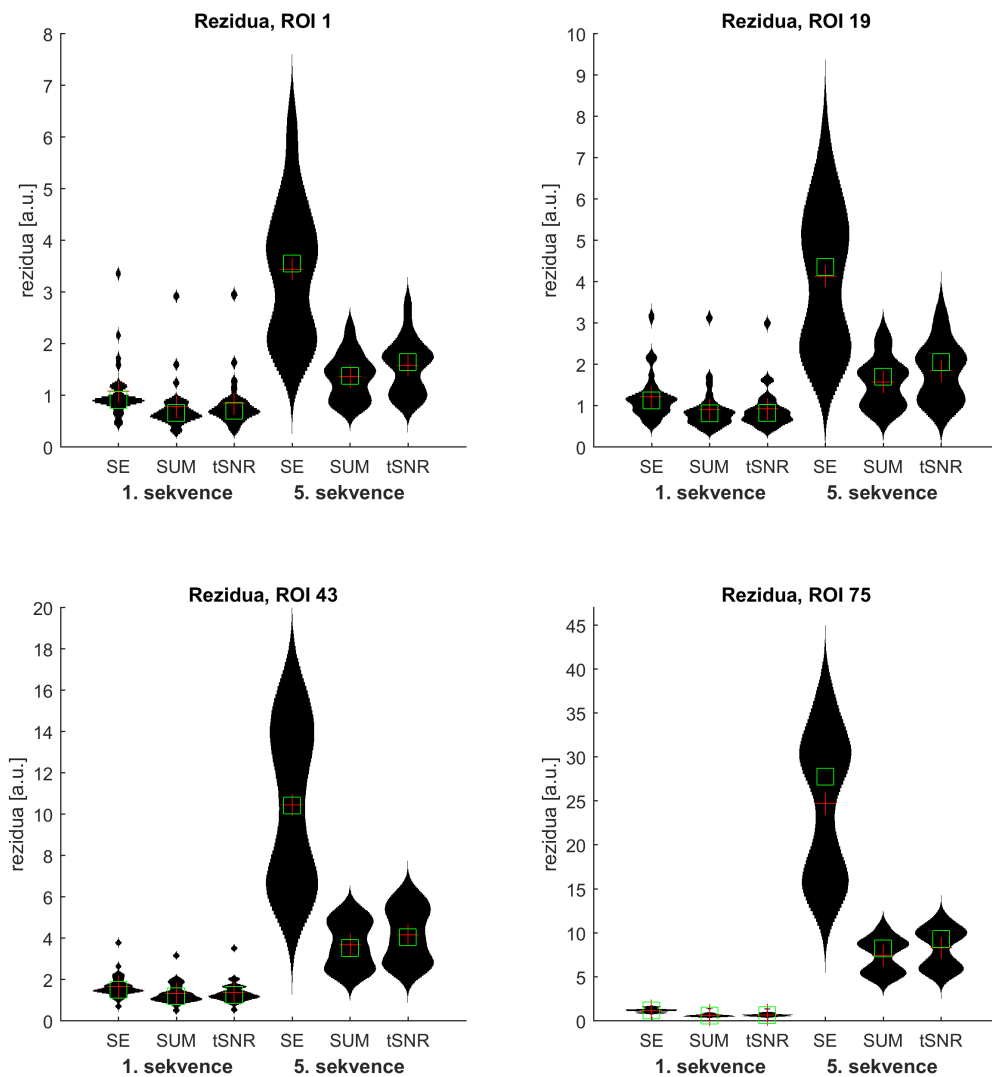 Rezidua, ROI 1
rezidua [a.u.]
8
7
6
5
4
3
2
1
0
SE SUM tSNR SE SUM tSNR
1. sekvence 5. sekvence
Rezidua, ROI 19
rezidua [a.u.]
10
9
8
7
6
5
4
3
2
1
0
SE SUM tSNR SE SUM tSNR
1. sekvence 5. sekvence
Rezidua, ROI 43
rezidua [a.u.]
20
18
16
14
12
10
8
6
4
2
0
SE SUM tSNR SE SUM tSNR
1. sekvence 5. sekvence
Rezidua, ROI 75
rezidua [a.u.]
45
40
35
30
25
20
15
10
5
0
SE SUM tSNR SE SUM tSNR
1. sekvence 5. sekvence